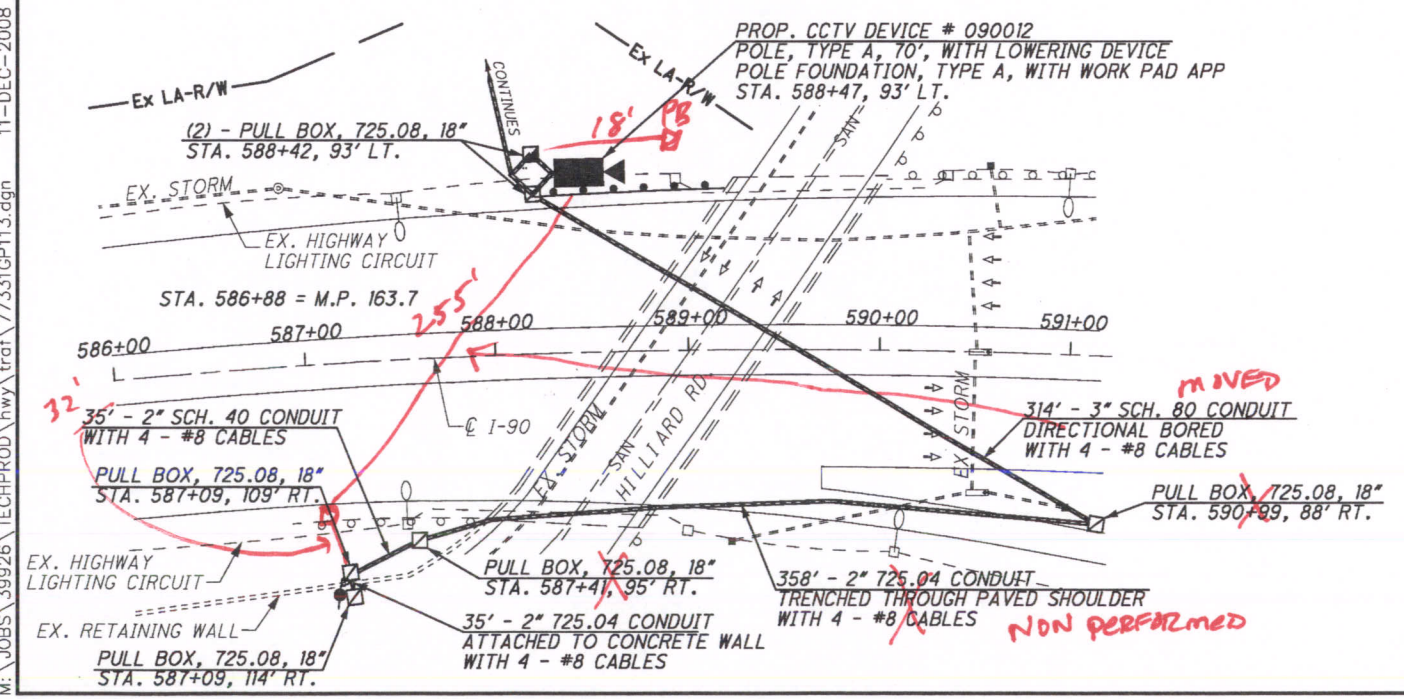 M:\JOBS\39926\TECHPROD\hwy\traf\77331GP113.dgn 11-DEC-2008
PROP. CCTV DEVICE # 090012
POLE, TYPE A, 70', WITH LOWERING DEVICE
POLE FOUNDATION, TYPE A, WITH WORK PAD APP
STA. 588+47, 93' LT.
Ex LA-R/W
Ex LA-R/W
CONTINUES
18'
PB
(2) - PULL BOX, 725.08, 18"
STA. 588+42, 93' LT.
SAN
EX. STORM
EX. HIGHWAY
LIGHTING CIRCUIT
STA. 586+88 = M.P. 163.7
255'
586+00
587+00
588+00
589+00
590+00
591+00
32'
MOVED
35' - 2" SCH. 40 CONDUIT
WITH 4 - #8 CABLES
℄ I-90
EX. STORM
SAN
HILLIARD RD.
EX STORM
314' - 3" SCH. 80 CONDUIT
DIRECTIONAL BORED
WITH 4 - #8 CABLES
PULL BOX, 725.08, 18"
STA. 587+09, 109' RT.
PULL BOX, 725.08, 18"
STA. 590+99, 88' RT.
EX. HIGHWAY
LIGHTING CIRCUIT
PULL BOX, 725.08, 18"
STA. 587+41, 95' RT.
358' - 2" 725.04 CONDUIT
TRENCHED THROUGH PAVED SHOULDER
WITH 4 - #8 CABLES
NON PERFORMED
EX. RETAINING WALL
35' - 2" 725.04 CONDUIT
ATTACHED TO CONCRETE WALL
WITH 4 - #8 CABLES
PULL BOX, 725.08, 18"
STA. 587+09, 114' RT.